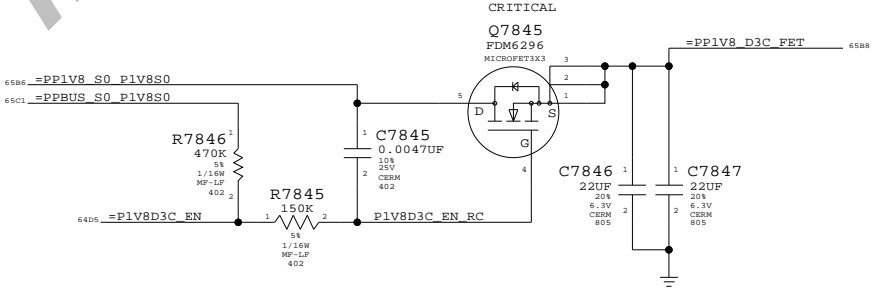 CRITICAL
Q7845
FDM6296
MICROFET3X3
=PP1V8_D3C_FET
65B8
3
2
1
5
D
S
G
4
65B6
=PP1V8_S0_P1V8S0
65C1
=PPBUS_S0_P1V8S0
R7846
470K
5%
1/16W
MF-LF
402
1
2
C7845
0.0047UF
10%
25V
CERM
402
1
2
R7845
150K
5%
1/16W
MF-LF
402
1
2
64D5
=P1V8D3C_EN
P1V8D3C_EN_RC
C7846
22UF
20%
6.3V
CERM
805
1
2
C7847
22UF
20%
6.3V
CERM
805
1
2